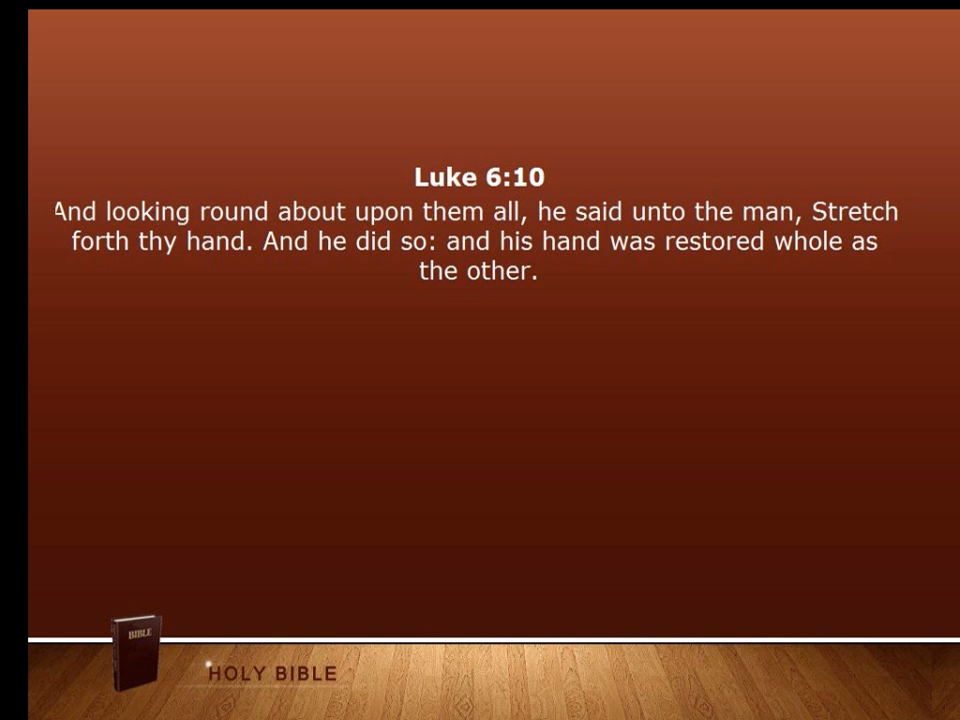 Luke 6:10
And looking round about upon them all, he said unto the man, Stretch
forth thy hand. And he did so: and his hand was restored whole as
the other.
BIBLE
HOLY BIBLE